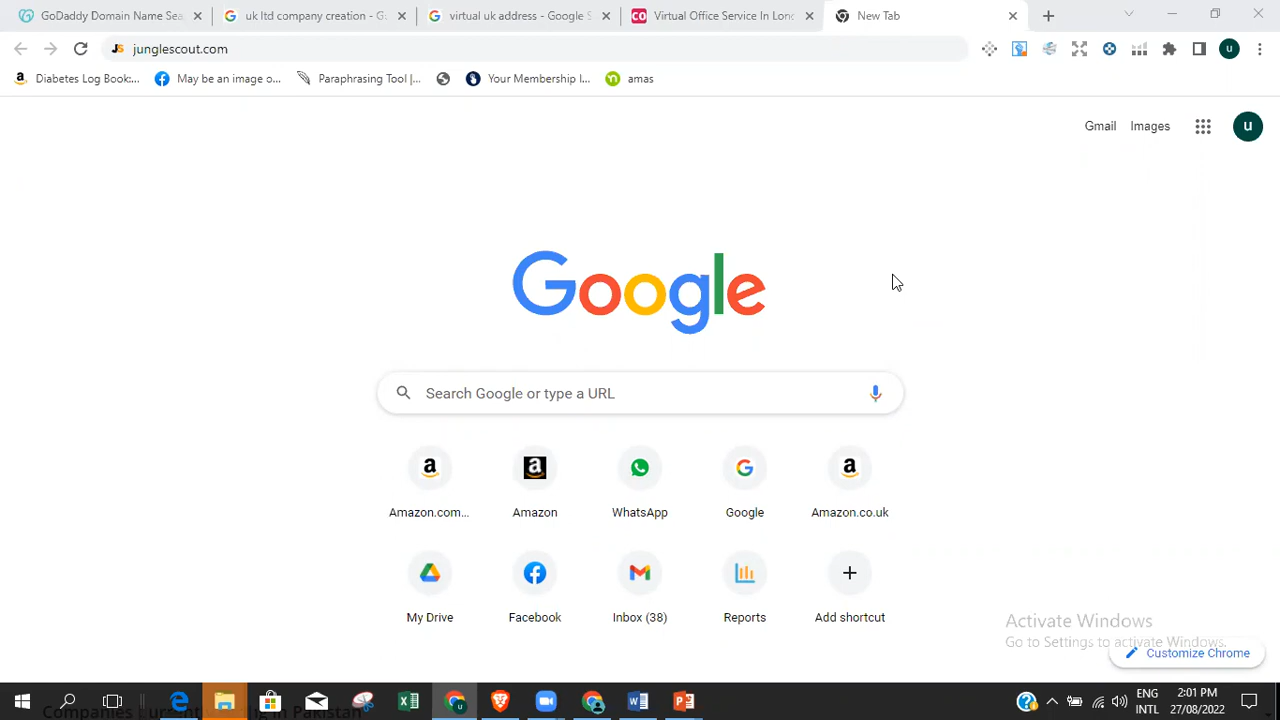 GoDaddy Domain Name Sea
uk ltd company creation - G
virtual uk address - Google S
Virtual Office Service In Lond
New Tab
junglescout.com
Diabetes Log Book...
May be an image o...
Paraphrasing Tool |...
Your Membership I...
amas
Gmail
Images
u
Google
Search Google or type a URL
Amazon.com...
Amazon
WhatsApp
Google
Amazon.co.uk
My Drive
Facebook
Inbox (38)
Reports
Add shortcut
Activate Windows
Go to Settings to activate Windows.
Customize Chrome
ENG
INTL
2:01 PM
27/08/2022
in Pakistan